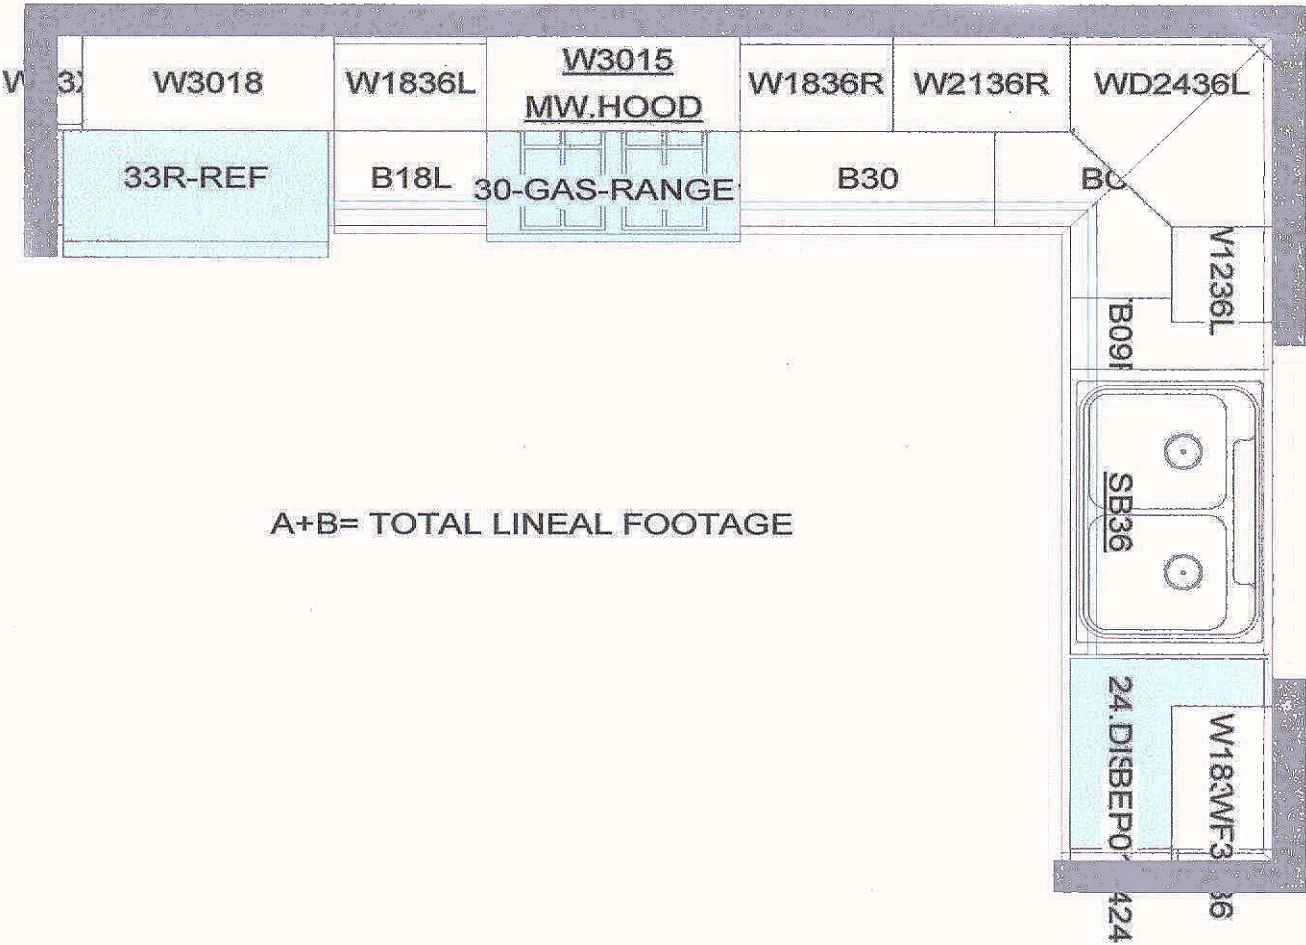 W3018
W1836L
W3015
MW.HOOD
W1836R
W2136R
WD2436L
33R-REF
B18L
30-GAS-RANGE
B30
SB36
A+B= TOTAL LINEAL FOOTAGE